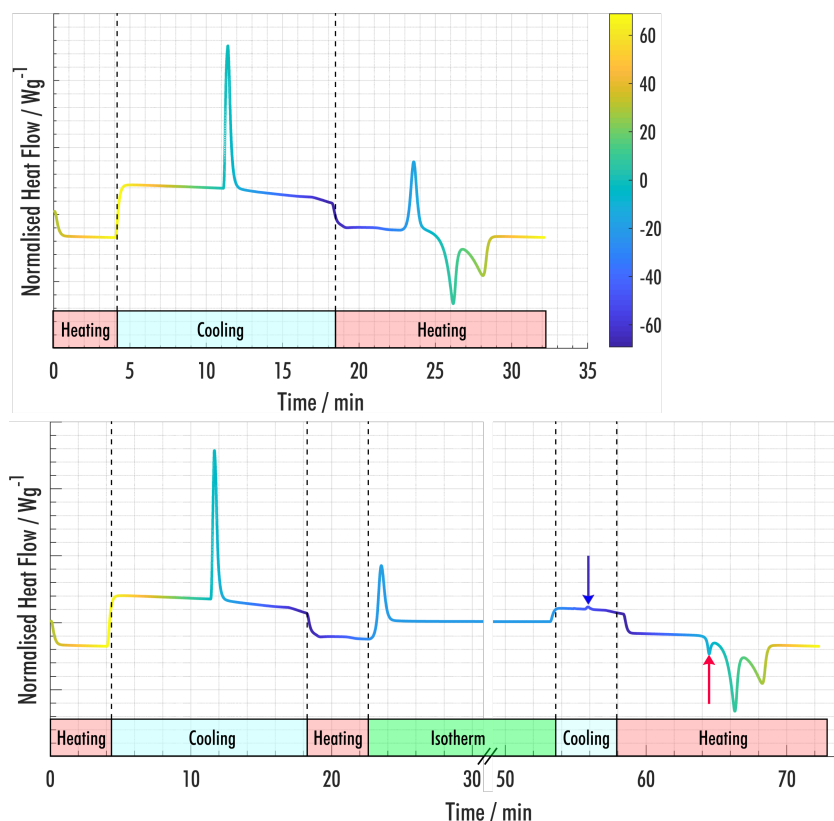 Normalised Heat Flow / Wg⁻¹
Heating
Cooling
Heating
0
5
10
15
20
25
30
35
Time / min
60
40
20
0
-20
-40
-60
Normalised Heat Flow / Wg⁻¹
Heating
Cooling
Heating
Isotherm
Cooling
Heating
0
10
20
30
50
60
70
Time / min